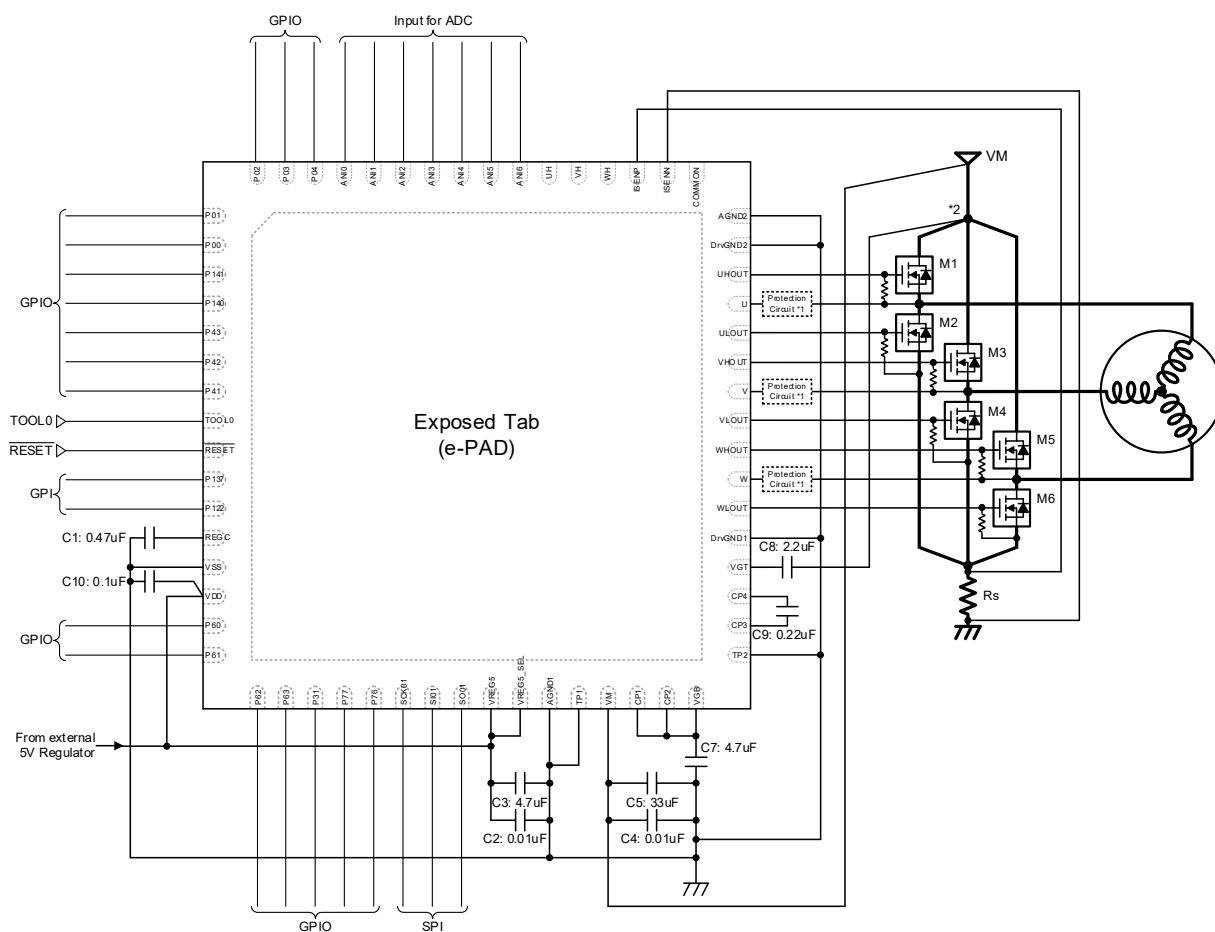 GPIO
Input for ADC
P02
P03
P04
ANI0
ANI1
ANI2
ANI3
ANI4
ANI5
ANI6
UH
VH
WH
ISENP
ISENN
COMMON
VM
*2
GPIO
P01
P00
P141
P140
P43
P42
P41
TOOL0
TOOL0
RESET
RESET
GPI
P137
P122
C1: 0.47uF
REGC
VSS
C10: 0.1uF
VDD
GPIO
P60
P61
Exposed Tab
(e-PAD)
AGND2
DrvGND2
UHOUT
U
ULOUT
VHOUT
V
VLOUT
WHOUT
W
WLOUT
DrvGND1
VGT
CP4
CP3
TP2
Protection
Circuit *1
Protection
Circuit *1
Protection
Circuit *1
M1
M2
M3
M4
M5
M6
C8: 2.2uF
C9: 0.22uF
Rs
P62
P63
P31
P77
P76
SCK01
SI01
SO01
VREG5
VREG5_SEL
AGND1
TP1
VM
CP1
CP2
VGB
From external
5V Regulator
C7: 4.7uF
C3: 4.7uF
C5: 33uF
C2: 0.01uF
C4: 0.01uF
GPIO
SPI